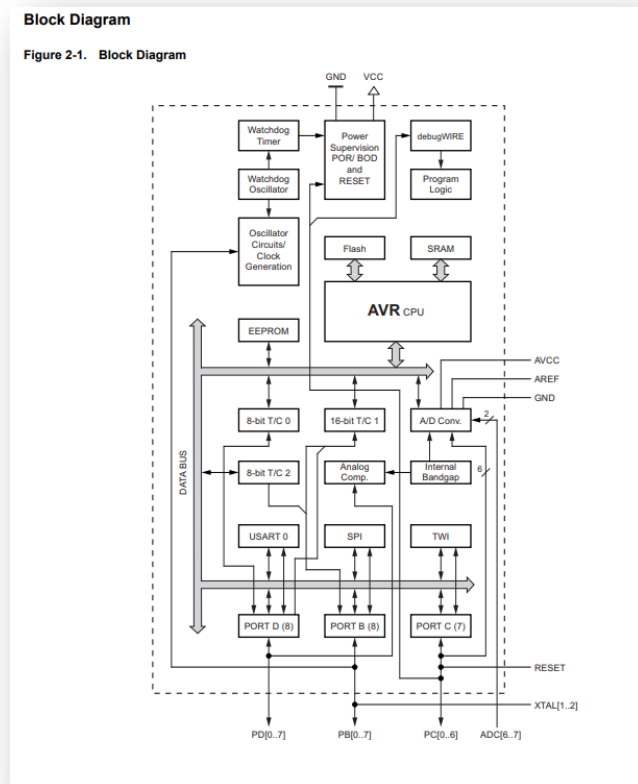 Block Diagram
Figure 2-1. Block Diagram
GND
VCC
Watchdog
Timer
Power
Supervision
POR/ BOD
and
RESET
debugWIRE
Watchdog
Oscillator
Program
Logic
Oscillator
Circuits/
Clock
Generation
Flash
SRAM
AVR CPU
EEPROM
AVCC
AREF
GND
8-bit T/C 0
16-bit T/C 1
A/D Conv.
2
DATA BUS
8-bit T/C 2
Analog
Comp.
Internal
Bandgap
6
USART 0
SPI
TWI
PORT D (8)
PORT B (8)
PORT C (7)
RESET
XTAL[1..2]
PD[0..7]
PB[0..7]
PC[0..6]
ADC[6..7]